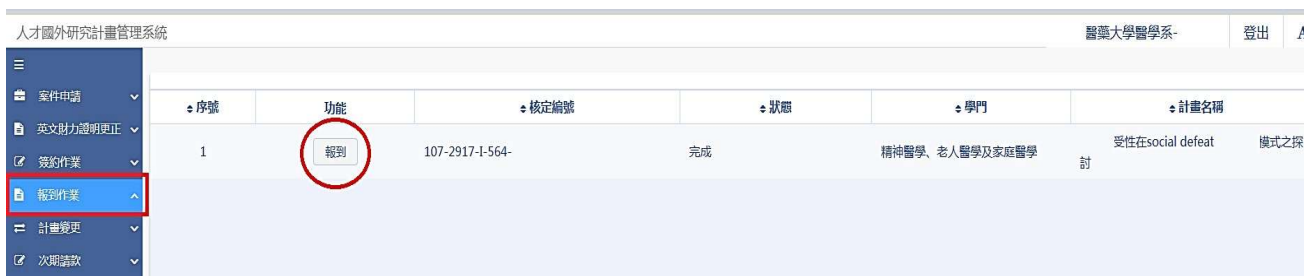 人才國外研究計畫管理系統
醫藥大學醫學系-
登出
A
案件申請
英文財力證明更正
簽約作業
報到作業
計畫變更
次期請款
序號 功能 核定編號 狀態 學門 計畫名稱
1 報到 107-2917-I-564- 完成 精神醫學、老人醫學及家庭醫學 受性在social defeat 模式之探
討